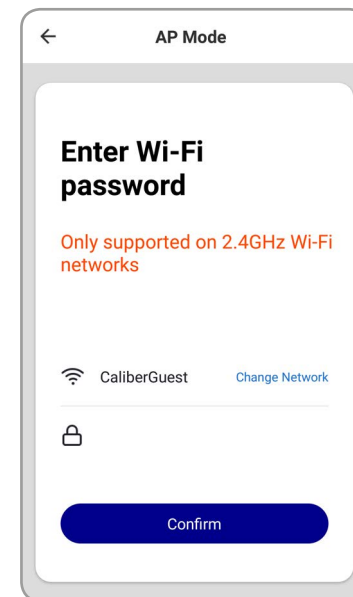 AP Mode
Enter Wi-Fi
password
Only supported on 2.4GHz Wi-Fi
networks
CaliberGuest Change Network
Confirm